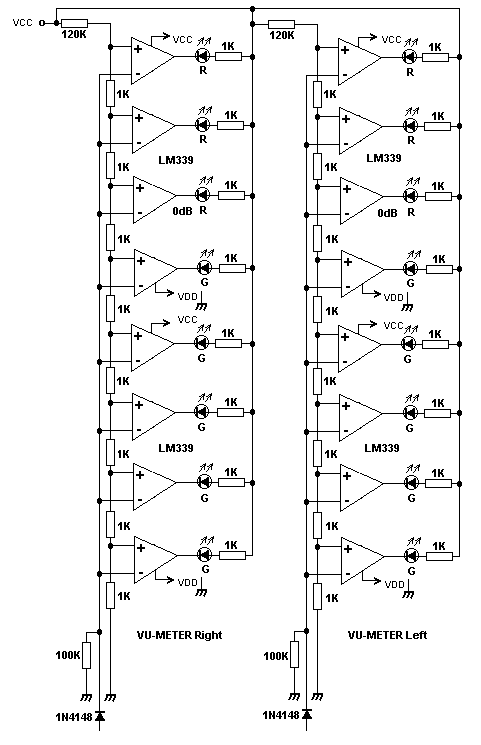 VCC
120K
VCC
1K
R
120K
VCC
1K
R
1K
+
-
1K
+
-
1K
R
1K
R
LM339
LM339
1K
+
-
1K
+
-
1K
0dB
R
1K
0dB
R
1K
+
-
1K
+
-
1K
G
1K
G
VDD
VDD
1K
+
-
1K
+
-
VCC
1K
G
VCC
1K
G
1K
+
-
1K
+
-
1K
G
1K
G
LM339
LM339
1K
+
-
1K
+
-
1K
G
1K
G
1K
+
-
1K
+
-
1K
G
1K
G
VDD
VDD
1K
+
-
1K
+
-
VU-METER Right
VU-METER Left
100K
100K
1N4148
1N4148